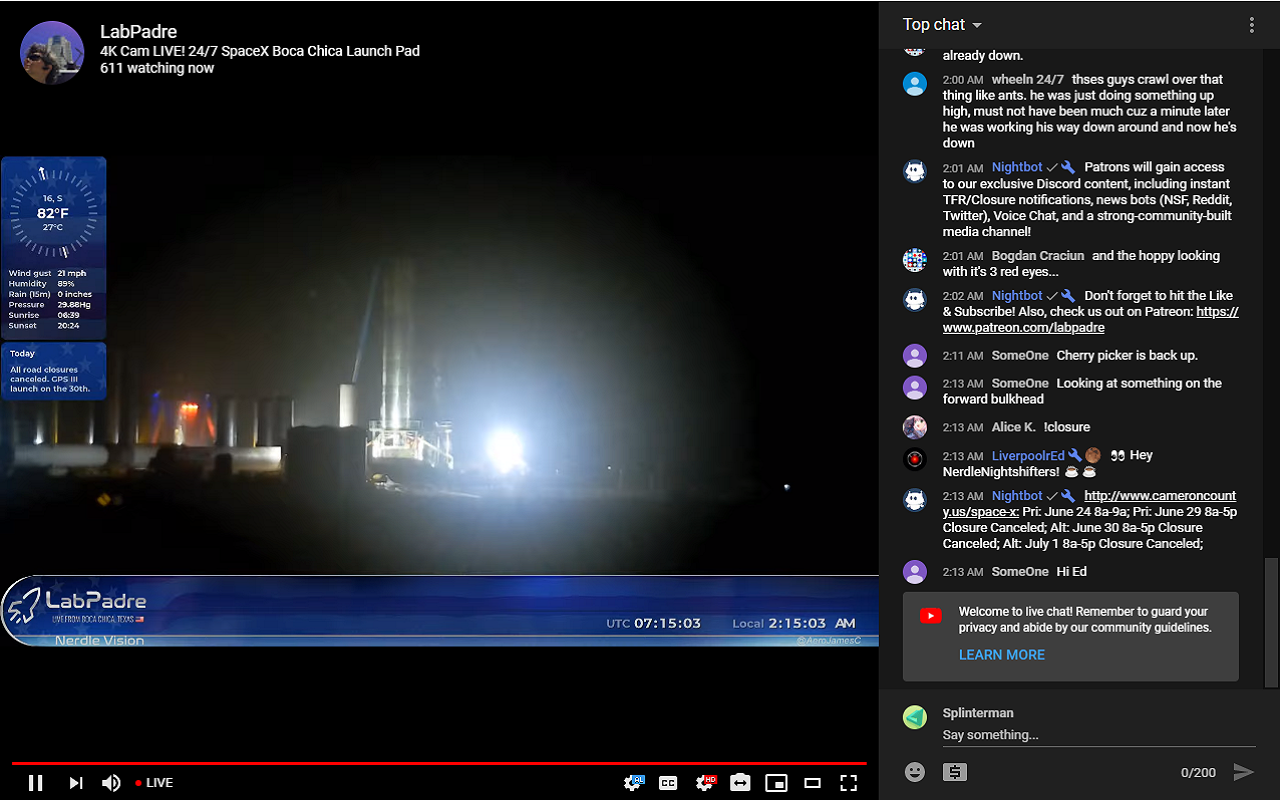 LabPadre
4K Cam LIVE! 24/7 SpaceX Boca Chica Launch Pad
611 watching now
16, S
82°F
27°C
Wind gust 21 mph
Humidity 89%
Rain (15m) 0 inches
Pressure 29.88Hg
Sunrise 06:39
Sunset 20:24
Today
All road closures
canceled. GPS III
launch on the 30th.
LabPadre
LIVE FROM BOCA CHICA, TEXAS
Nerdle Vision
UTC 07:15:03 Local 2:15:03 AM
@AeroJamesC
LIVE
AL
CC
HD
Top chat
already down.
2:00 AM wheeln 24/7 thses guys crawl over that
thing like ants. he was just doing something up
high, must not have been much cuz a minute later
he was working his way down around and now he's
down
2:01 AM Nightbot Patrons will gain access
to our exclusive Discord content, including instant
TFR/Closure notifications, news bots (NSF, Reddit,
Twitter), Voice Chat, and a strong-community-built
media channel!
2:01 AM Bogdan Craciun and the hoppy looking
with it's 3 red eyes...
2:02 AM Nightbot Don't forget to hit the Like
& Subscribe! Also, check us out on Patreon: https://
www.patreon.com/labpadre
2:11 AM SomeOne Cherry picker is back up.
2:13 AM SomeOne Looking at something on the
forward bulkhead
2:13 AM Alice K. !closure
2:13 AM LiverpoolrEd 👀 Hey
NerdleNightshifters! ☕ ☕
2:13 AM Nightbot http://www.cameroncount
y.us/space-x: Pri: June 24 8a-9a; Pri: June 29 8a-5p
Closure Canceled; Alt: June 30 8a-5p Closure
Canceled; Alt: July 1 8a-5p Closure Canceled;
2:13 AM SomeOne Hi Ed
Welcome to live chat! Remember to guard your
privacy and abide by our community guidelines.
LEARN MORE
Splinterman
Say something...
0/200